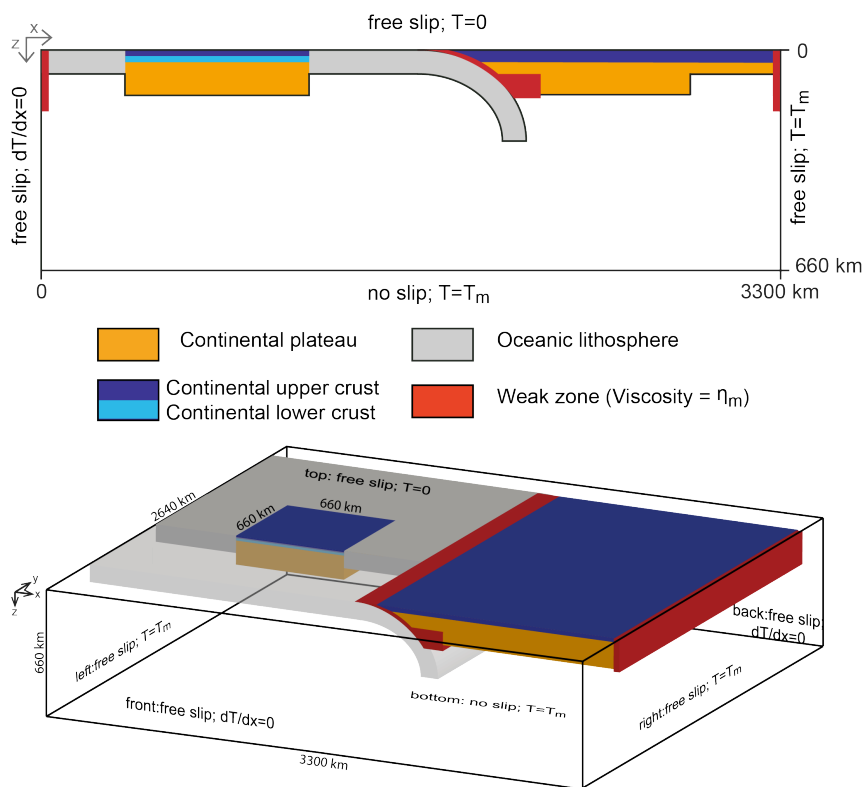 free slip; T=0
x
z
0
free slip; dT/dx=0
free slip; T=Tm
660 km
0
no slip; T=Tm
3300 km
Continental plateau
Oceanic lithosphere
Continental upper crust
Continental lower crust
Weak zone (Viscosity = ηm)
top: free slip; T=0
2640 km
660 km
660 km
y
x
z
660 km
left:free slip; T=Tm
back:free slip;
dT/dx=0
bottom: no slip; T=Tm
right:free slip; T=Tm
front:free slip; dT/dx=0
3300 km